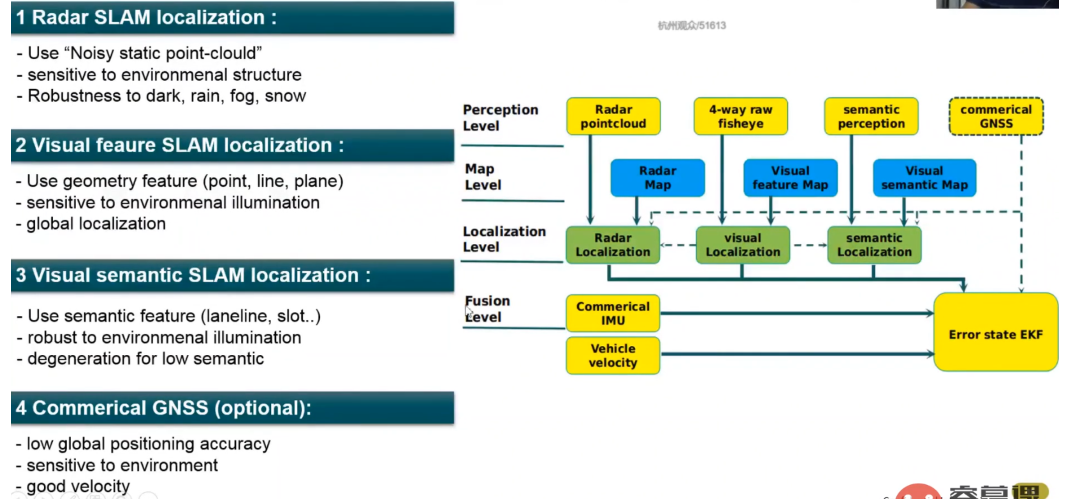 1 Radar SLAM localization :
- Use “Noisy static point-clould”
- sensitive to environmenal structure
- Robustness to dark, rain, fog, snow
2 Visual feaure SLAM localization :
- Use geometry feature (point, line, plane)
- sensitive to environmenal illumination
- global localization
3 Visual semantic SLAM localization :
- Use semantic feature (laneline, slot..)
- robust to environmenal illumination
- degeneration for low semantic
4 Commerical GNSS (optional):
- low global positioning accuracy
- sensitive to environment
- good velocity
杭州观众/51613
Perception
Level
Radar
pointcloud
4-way raw
fisheye
semantic
perception
commerical
GNSS
Map
Level
Radar
Map
Visual
feature Map
Visual
semantic Map
Localization
Level
Radar
Localization
visual
Localization
semantic
Localization
Fusion
Level
Commerical
IMU
Vehicle
velocity
Error state EKF